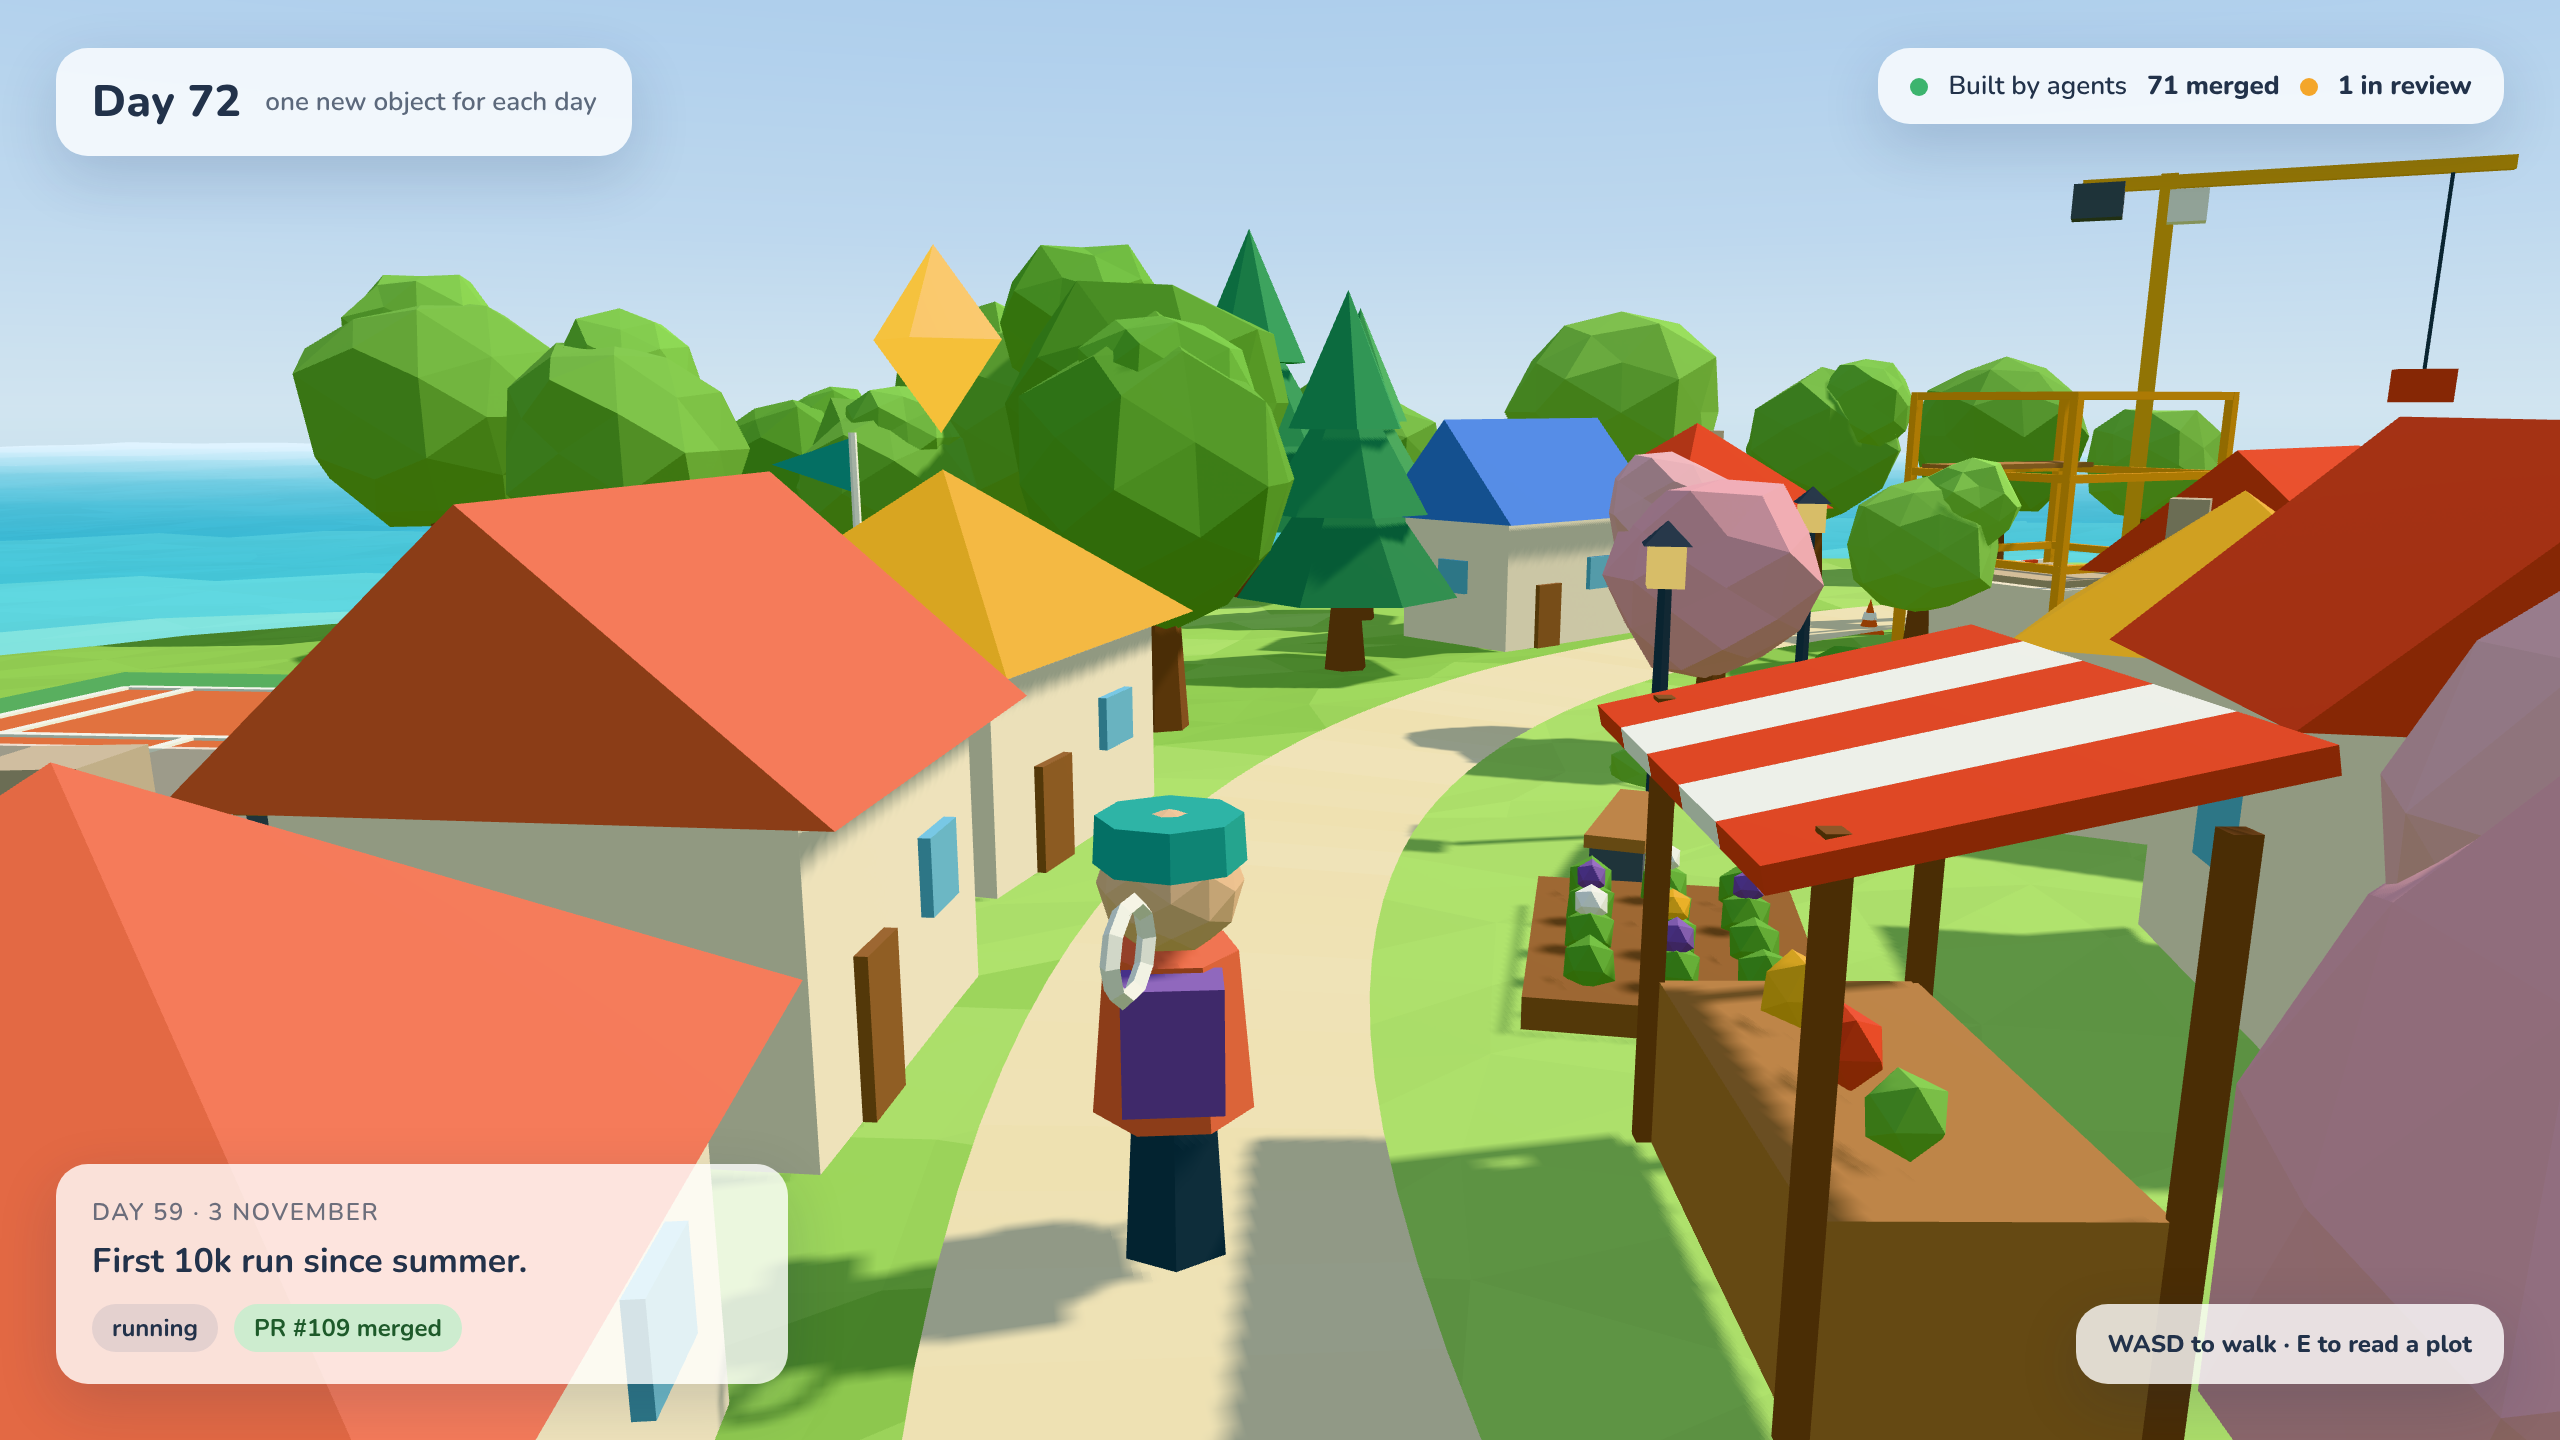 Day 72 one new object for each day
Built by agents 71 merged 1 in review
DAY 59 · 3 NOVEMBER
First 10k run since summer.
running PR #109 merged
WASD to walk · E to read a plot